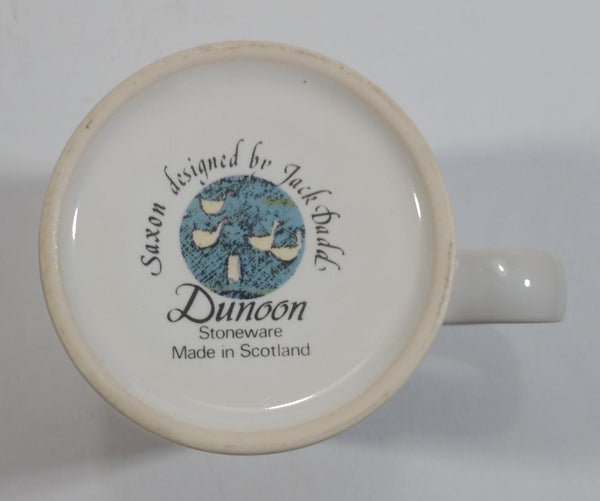 Saxon designed by Jack Dadd
Dunoon
Stoneware
Made in Scotland